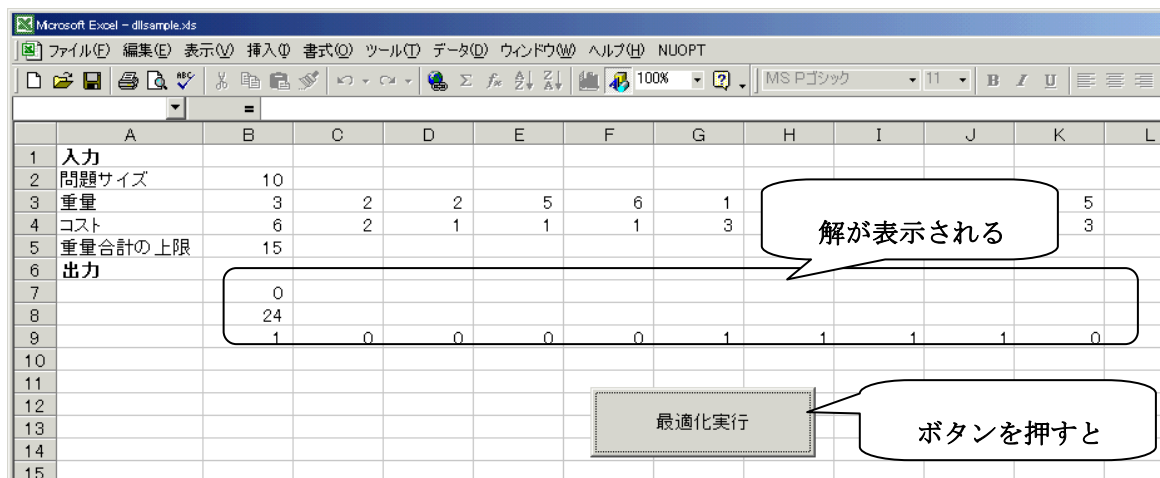 Microsoft Excel - dllsample.xls
ファイル(F) 編集(E) 表示(V) 挿入(I) 書式(O) ツール(T) データ(D) ウィンドウ(W) ヘルプ(H) NUOPT
100% MS Pゴシック 11 B I U
=
A B C D E F G H I J K L
1 入力
2 問題サイズ 10
3 重量 3 2 2 5 6 1 5
4 コスト 6 2 1 1 1 3 3
解が表示される
5 重量合計の上限 15
6 出力
7 0
8 24
9 1 0 0 0 0 1 1 1 1 0
10
11
12
最適化実行
13
ボタンを押すと
14
15